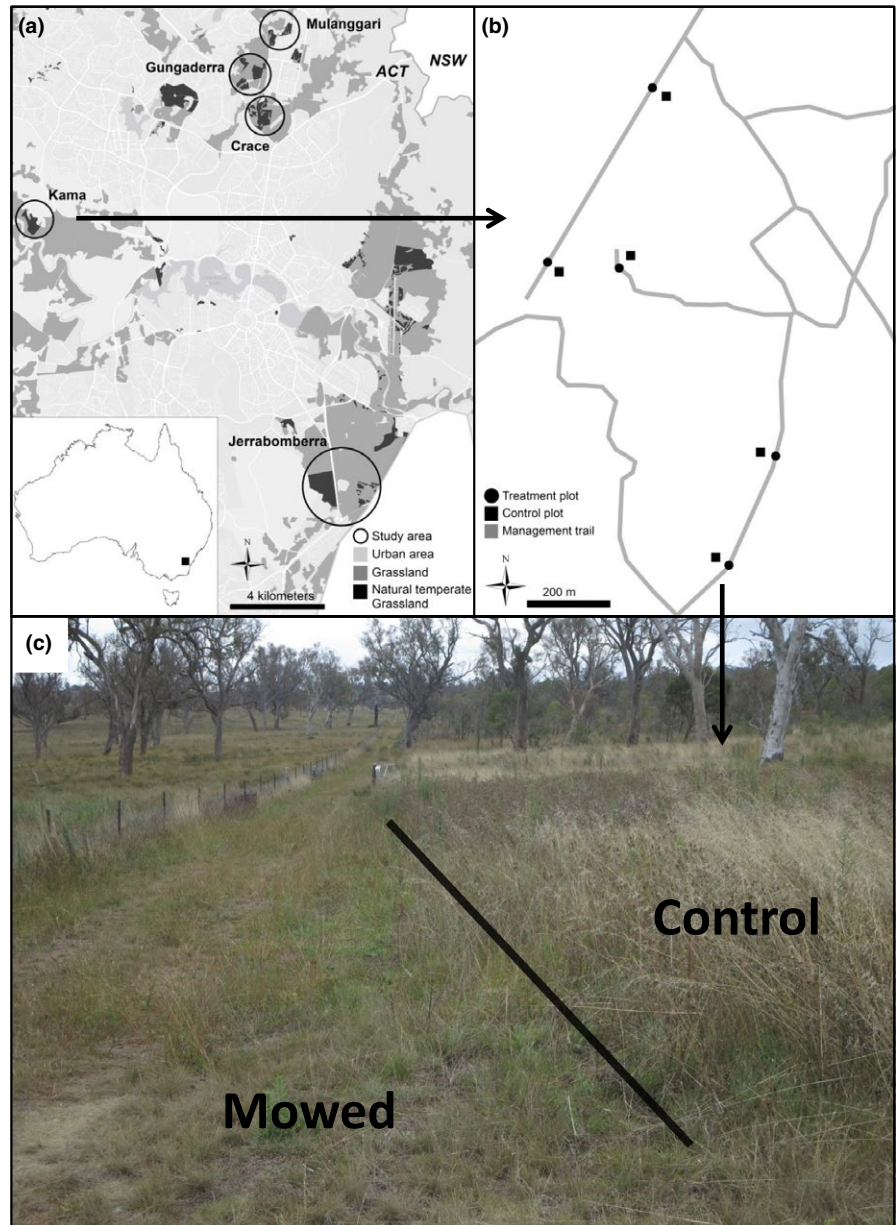 (a)
Mulanggari
Gungaderra
ACT
NSW
Crace
Kama
Jerrabomberra
N
4 kilometers
Study area
Urban area
Grassland
Natural temperate
Grassland
(b)
Treatment plot
Control plot
Management trail
N
200 m
(c)
Control
Mowed